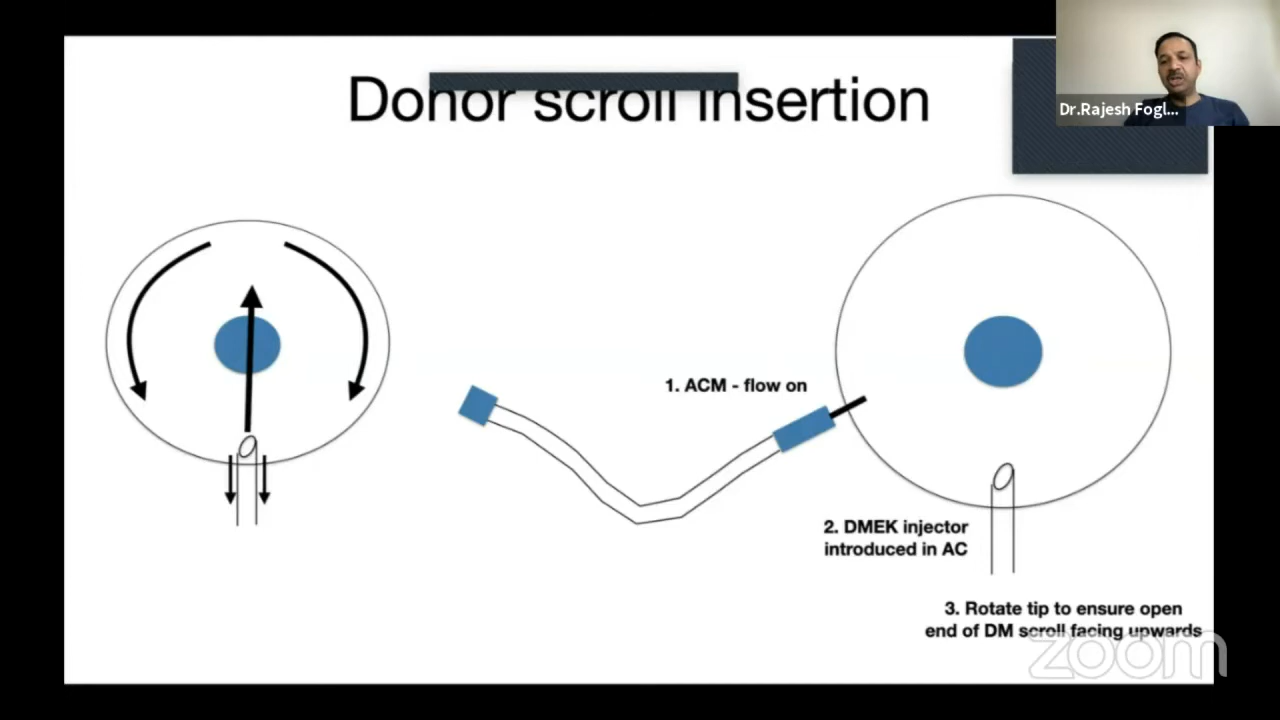 Donor scroll insertion
Dr.Rajesh Fogl...
1. ACM - flow on
2. DMEK injector
introduced in AC
3. Rotate tip to ensure open
end of DM scroll facing upwards
zoom